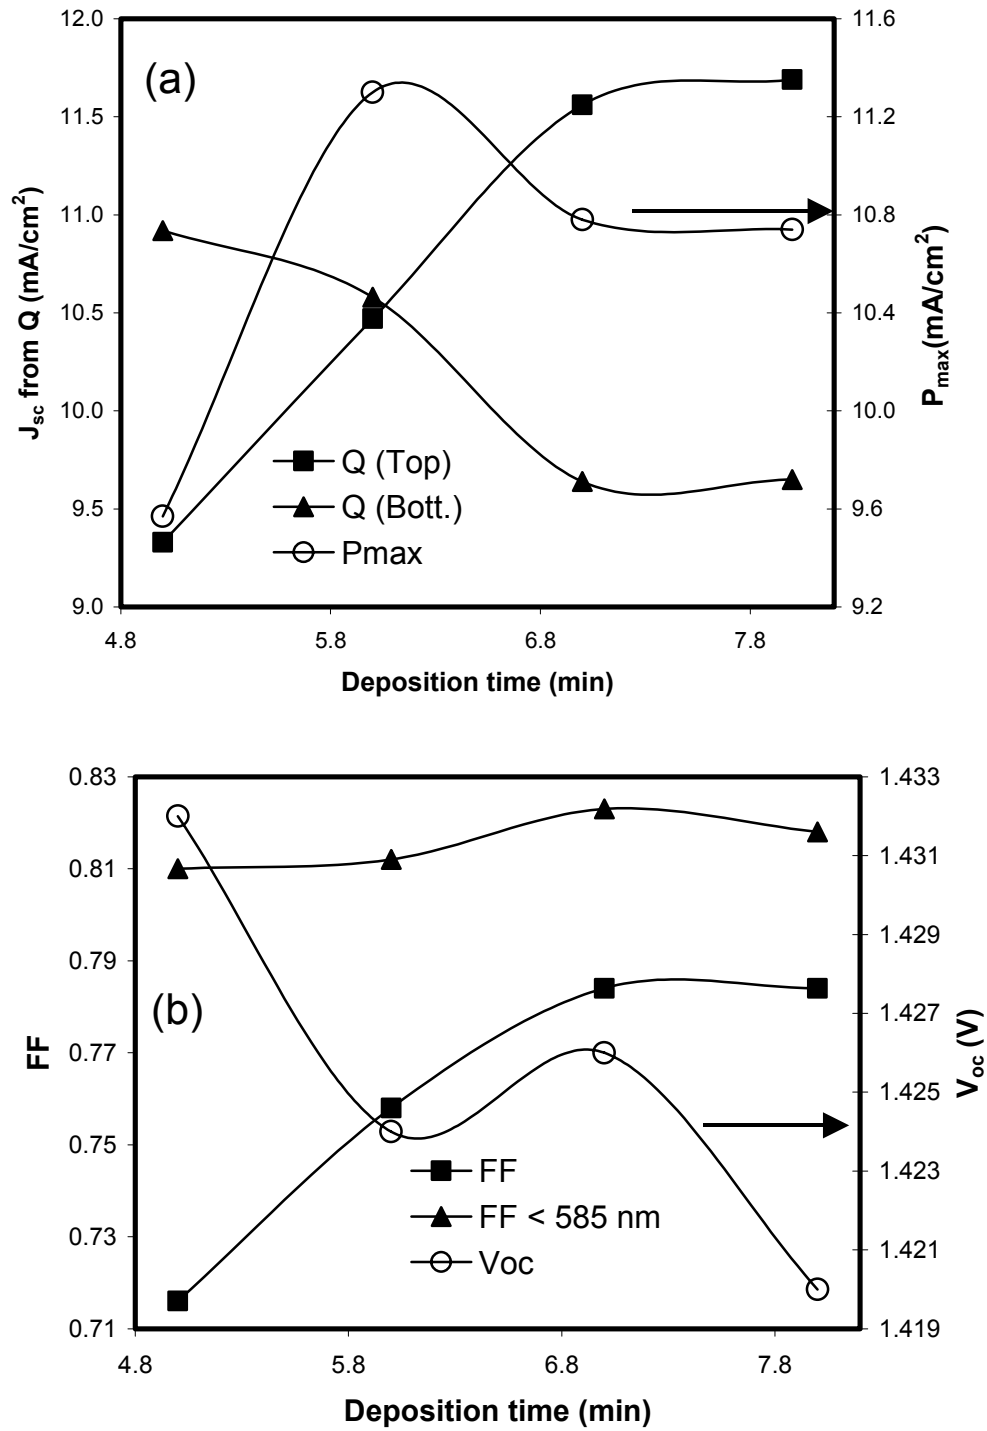 12.0
11.5
11.0
10.5
10.0
9.5
9.0
11.6
11.2
10.8
10.4
10.0
9.6
9.2
(a)
J_sc from Q (mA/cm²)
P_max(mA/cm²)
Q (Top)
Q (Bott.)
Pmax
4.8 5.8 6.8 7.8
Deposition time (min)
0.83
0.81
0.79
0.77
0.75
0.73
0.71
1.433
1.431
1.429
1.427
1.425
1.423
1.421
1.419
(b)
FF
V_oc (V)
FF
FF < 585 nm
Voc
4.8 5.8 6.8 7.8
Deposition time (min)